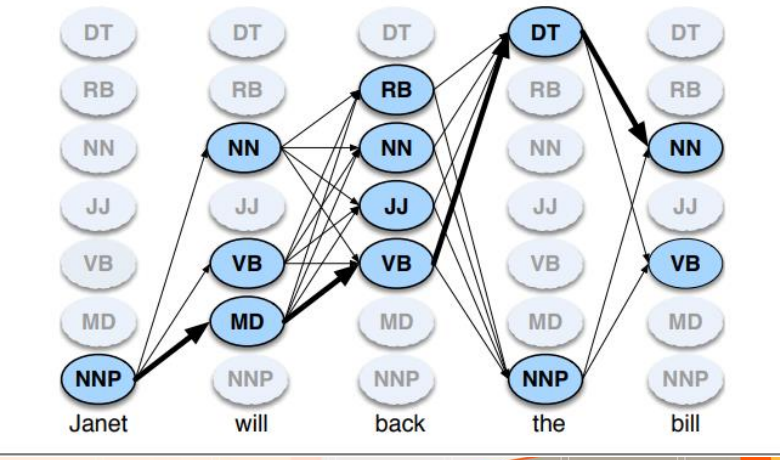 DT DT DT DT DT
RB RB RB RB RB
NN NN NN NN NN
JJ JJ JJ JJ JJ
VB VB VB VB VB
MD MD MD MD MD
NNP NNP NNP NNP NNP
Janet will back the bill